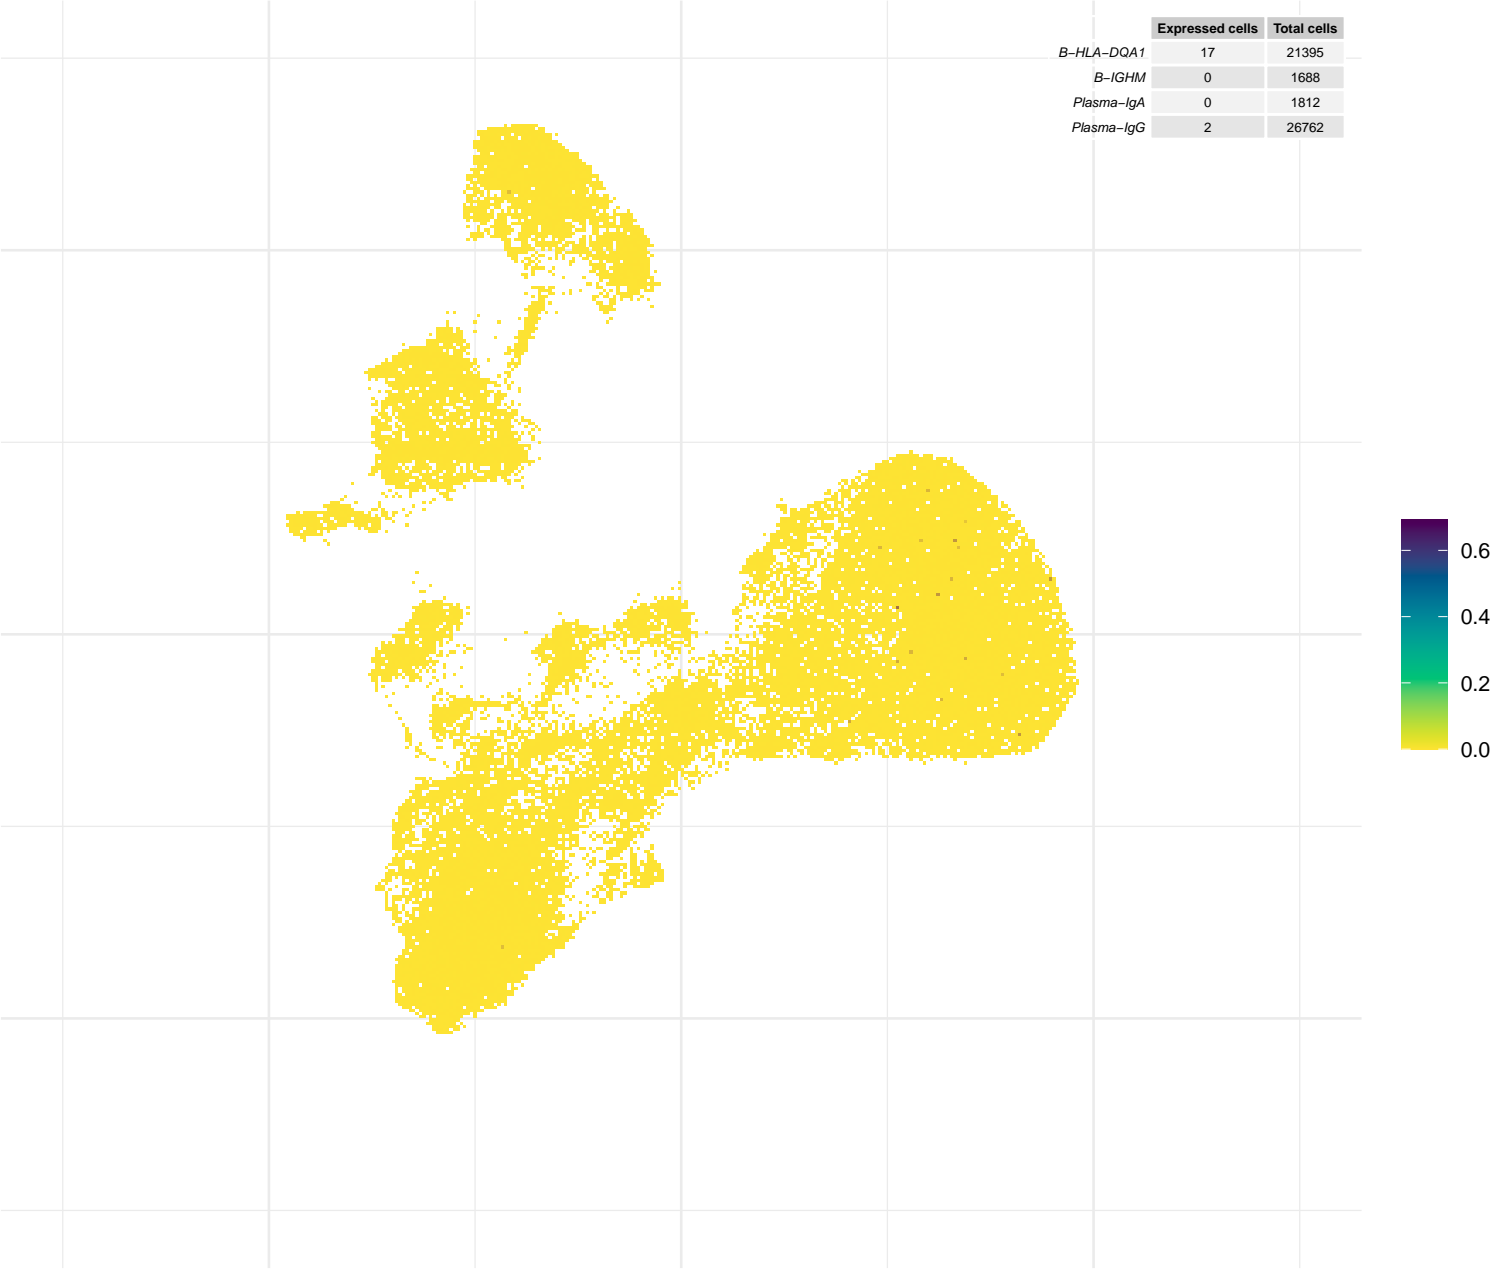 Expressed cells Total cells
B−HLA−DQA1 17 21395
B−IGHM 0 1688
Plasma−IgA 0 1812
Plasma−IgG 2 26762
0.6
0.4
0.2
0.0